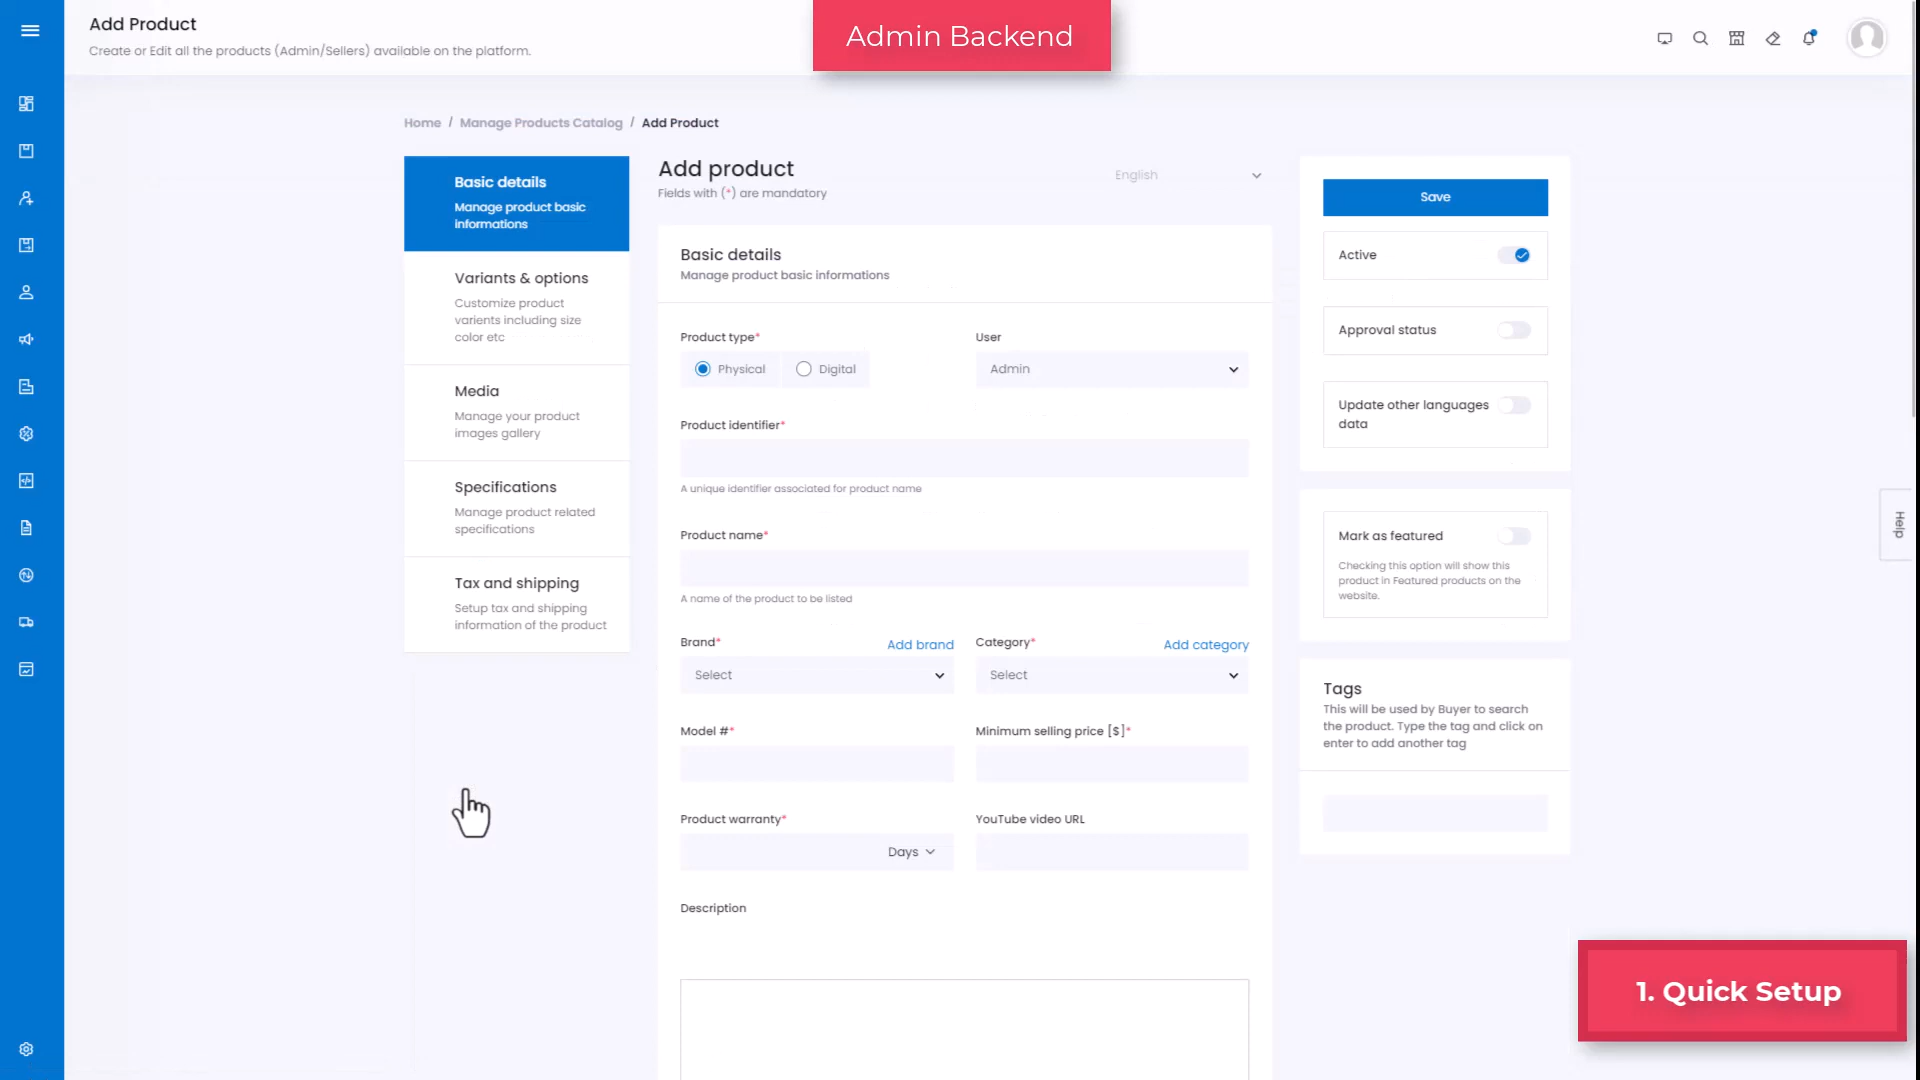 Add Product
Create or Edit all the products (Admin/Sellers) available on the platform.
Admin Backend
Home / Manage Products Catalog / Add Product
Basic details
Manage product basic
informations
Variants & options
Customize product
varients including size
color etc
Media
Manage your product
images gallery
Specifications
Manage product related
specifications
Tax and shipping
Setup tax and shipping
information of the product
Add product
Fields with (*) are mandatory
English
Basic details
Manage product basic informations
Product type*
Physical
Digital
User
Admin
Product identifier*
A unique identifier associated for product name
Product name*
A name of the product to be listed
Brand*
Add brand
Select
Category*
Add category
Select
Model #*
Minimum selling price [$]*
Product warranty*
Days
YouTube video URL
Description
Save
Active
Approval status
Update other languages
data
Mark as featured
Checking this option will show this
product in Featured products on the
website.
Tags
This will be used by Buyer to search
the product. Type the tag and click on
enter to add another tag
Help
1. Quick Setup